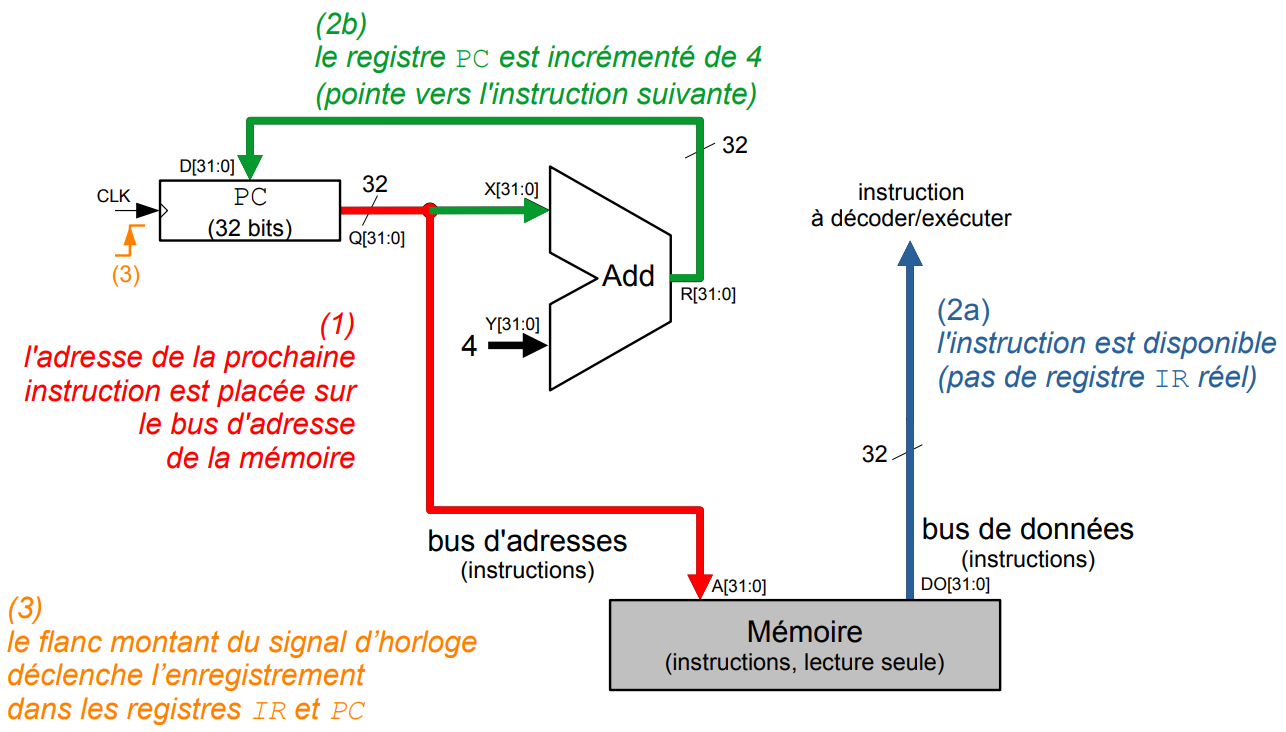 (2b)
le registre PC est incrémenté de 4
(pointe vers l'instruction suivante)
32
D[31:0]
CLK
PC
(32 bits)
32
Q[31:0]
X[31:0]
instruction
à décoder/exécuter
(3)
Add
R[31:0]
4
Y[31:0]
(1)
l'adresse de la prochaine
instruction est placée sur
le bus d'adresse
de la mémoire
(2a)
l'instruction est disponible
(pas de registre IR réel)
32
bus d'adresses
(instructions)
bus de données
(instructions)
A[31:0]
DO[31:0]
Mémoire
(instructions, lecture seule)
(3)
le flanc montant du signal d’horloge
déclenche l’enregistrement
dans les registres IR et PC